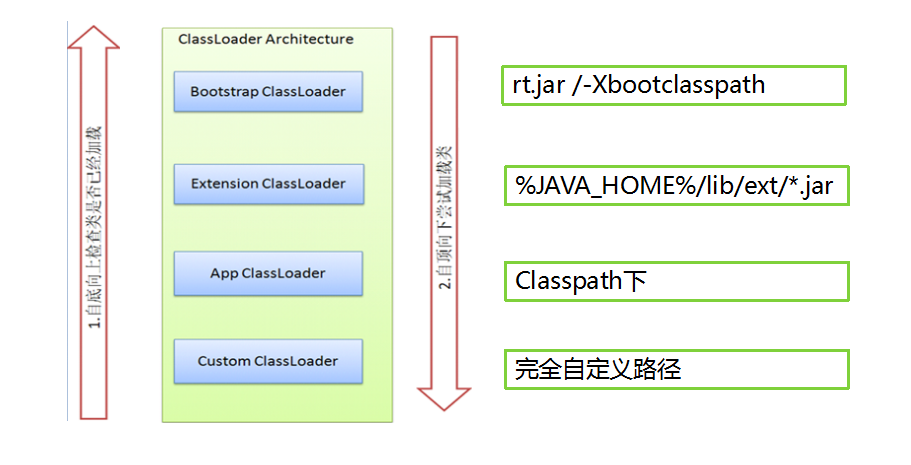 ClassLoader Architecture
Bootstrap ClassLoader
Extension ClassLoader
App ClassLoader
Custom ClassLoader
1.自底向上检查类是否已经加载
2.自顶向下尝试加载类
rt.jar /-Xbootclasspath
%JAVA_HOME%/lib/ext/*.jar
Classpath下
完全自定义路径